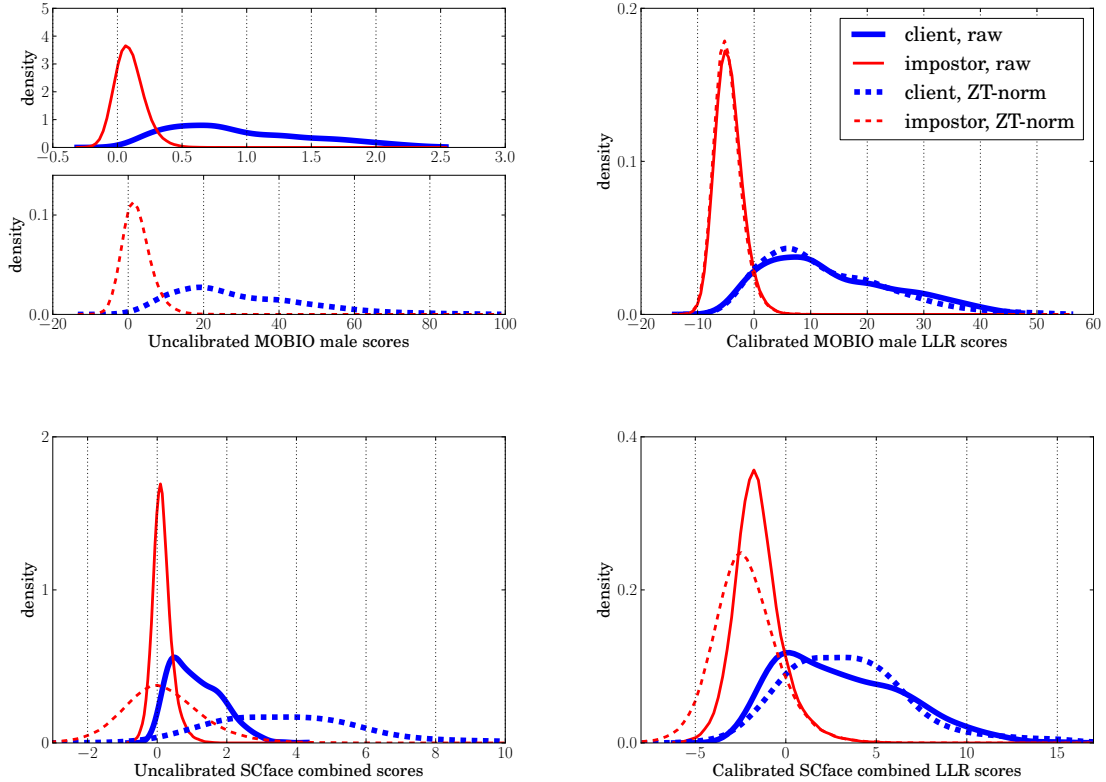 5
4
3
2
1
0
density
−0.5 0.0 0.5 1.0 1.5 2.0 2.5 3.0
0.1
0.0
density
−20 0 20 40 60 80 100
Uncalibrated MOBIO male scores
0.2
0.1
0.0
density
client, raw
impostor, raw
client, ZT-norm
impostor, ZT-norm
−20 −10 0 10 20 30 40 50 60
Calibrated MOBIO male LLR scores
2
1
0
density
−2 0 2 4 6 8 10
Uncalibrated SCface combined scores
0.4
0.2
0.0
density
−5 0 5 10 15
Calibrated SCface combined LLR scores